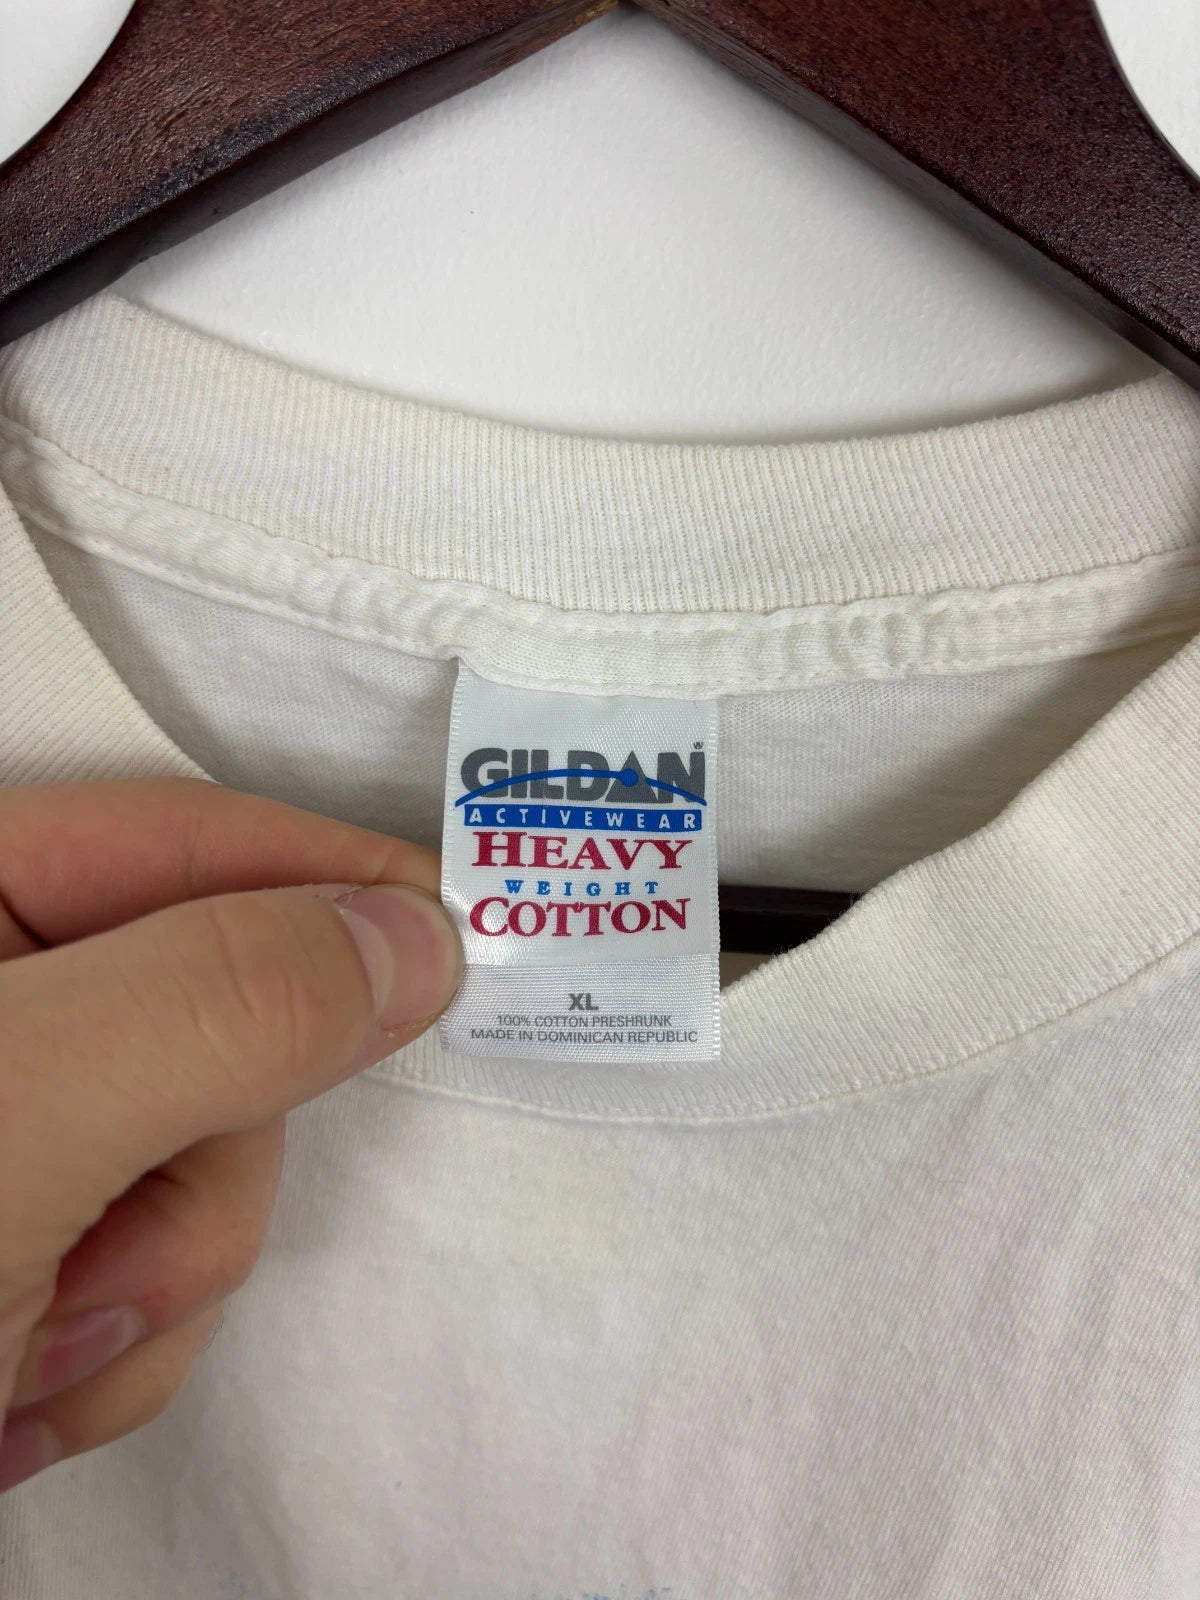 GILDAN®
ACTIVEWEAR
HEAVY
WEIGHT
COTTON
XL
100% COTTON PRESHRUNK
MADE IN DOMINICAN REPUBLIC